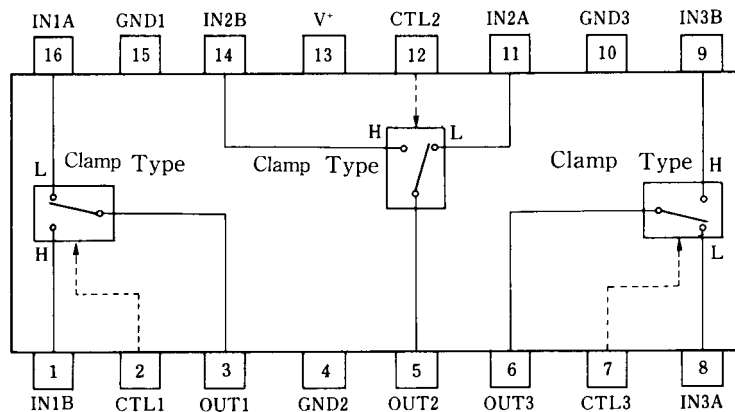 IN1A GND1 IN2B V+ CTL2 IN2A GND3 IN3B
16 15 14 13 12 11 10 9
H L
L Clamp Type Clamp Type Clamp Type H
H L
1 2 3 4 5 6 7 8
IN1B CTL1 OUT1 GND2 OUT2 OUT3 CTL3 IN3A